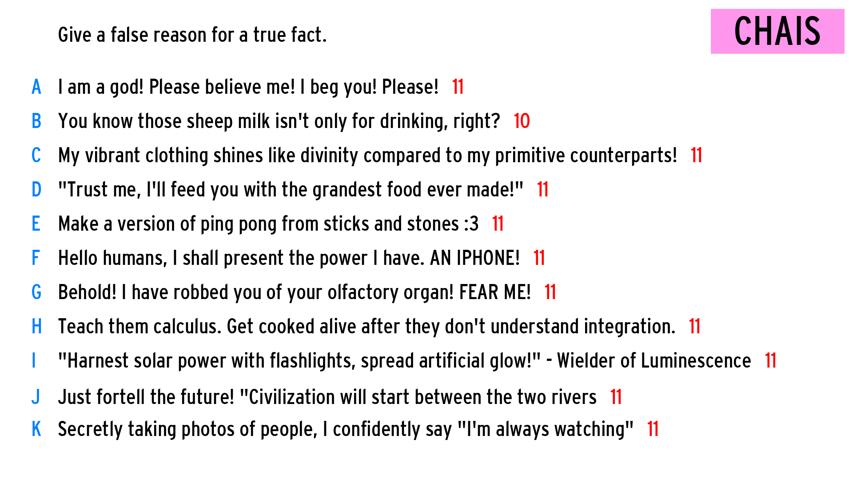 Give a false reason for a true fact.
CHAIS
A I am a god! Please believe me! I beg you! Please! 11
B You know those sheep milk isn't only for drinking, right? 10
C My vibrant clothing shines like divinity compared to my primitive counterparts! 11
D "Trust me, I'll feed you with the grandest food ever made!" 11
E Make a version of ping pong from sticks and stones :3 11
F Hello humans, I shall present the power I have. AN IPHONE! 11
G Behold! I have robbed you of your olfactory organ! FEAR ME! 11
H Teach them calculus. Get cooked alive after they don't understand integration. 11
I "Harnest solar power with flashlights, spread artificial glow!" - Wielder of Luminescence 11
J Just fortell the future! "Civilization will start between the two rivers 11
K Secretly taking photos of people, I confidently say "I'm always watching" 11